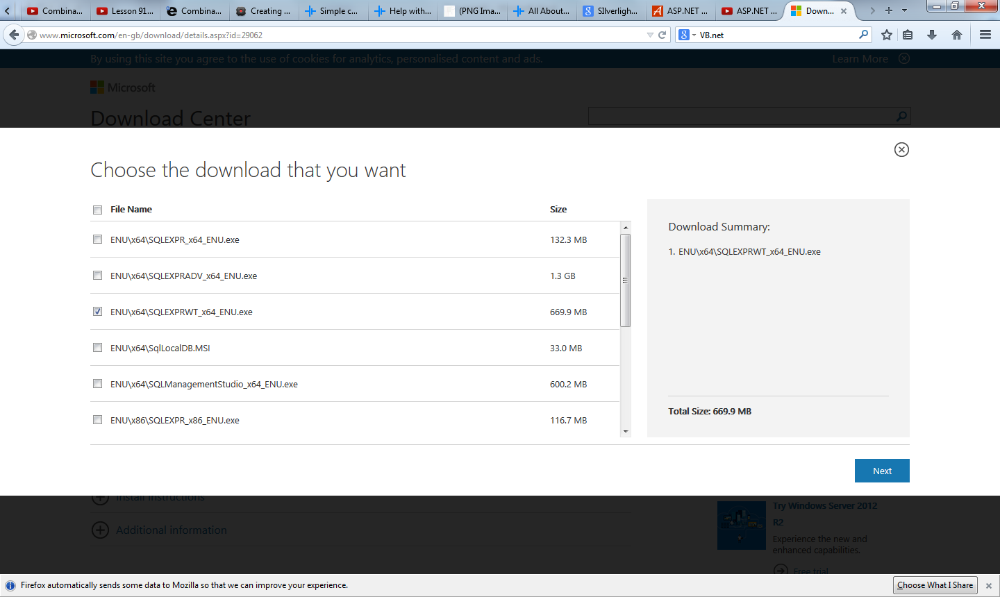 Combina...
Lesson 91...
Combina...
Creating ...
Simple c...
Help with...
(PNG Ima...
All About...
SIlverligh...
ASP.NET ...
ASP.NET ...
Down...
www.microsoft.com/en-gb/download/details.aspx?id=29062
VB.net
By using this site you agree to the use of cookies for analytics, personalised content and ads.
Learn More
Microsoft
Download Center
Choose the download that you want
File Name Size
ENU\x64\SQLEXPR_x64_ENU.exe 132.3 MB
ENU\x64\SQLEXPRADV_x64_ENU.exe 1.3 GB
ENU\x64\SQLEXPRWT_x64_ENU.exe 669.9 MB
ENU\x64\SqlLocalDB.MSI 33.0 MB
ENU\x64\SQLManagementStudio_x64_ENU.exe 600.2 MB
ENU\x86\SQLEXPR_x86_ENU.exe 116.7 MB
Download Summary:
1. ENU\x64\SQLEXPRWT_x64_ENU.exe
Total Size: 669.9 MB
Next
Install Instructions
Additional information
Try Windows Server 2012
R2
Experience the new and
enhanced capabilities.
Free trial
Firefox automatically sends some data to Mozilla so that we can improve your experience.
Choose What I Share